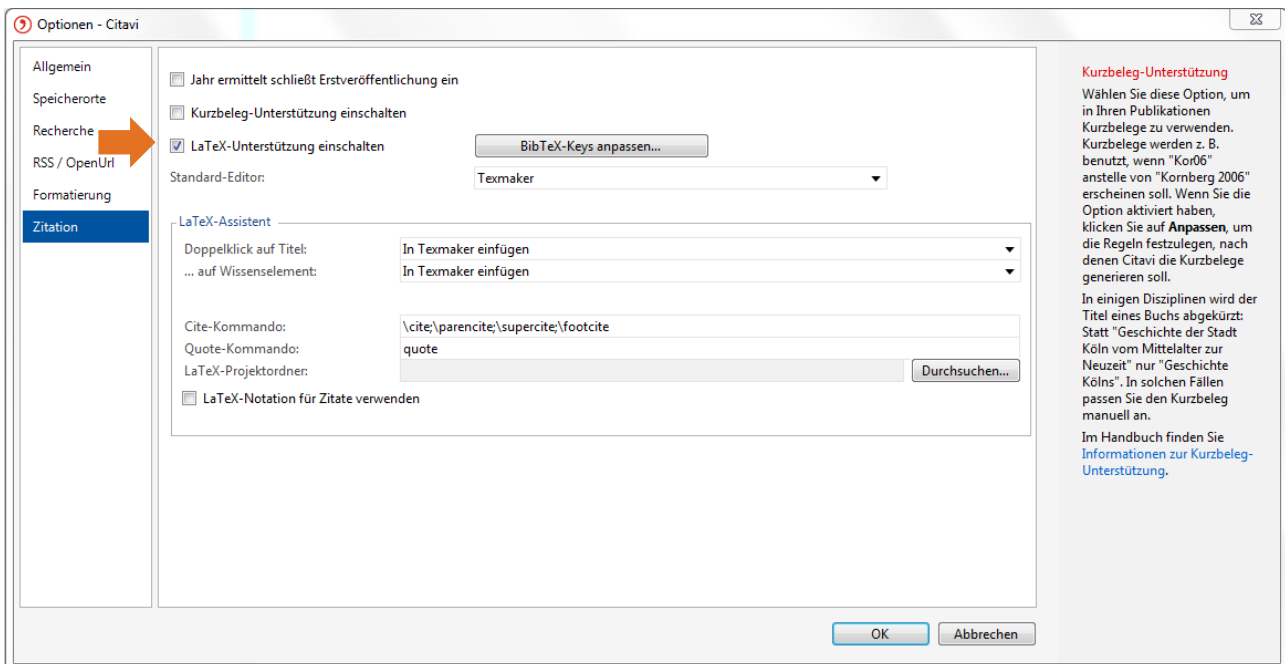 Optionen - Citavi
Allgemein
Speicherorte
Recherche
RSS / OpenUrl
Formatierung
Zitation
Jahr ermittelt schließt Erstveröffentlichung ein
Kurzbeleg-Unterstützung einschalten
LaTeX-Unterstützung einschalten BibTeX-Keys anpassen...
Standard-Editor: Texmaker
LaTeX-Assistent
Doppelklick auf Titel: In Texmaker einfügen
... auf Wissenselement: In Texmaker einfügen
Cite-Kommando: \cite;\parencite;\supercite;\footcite
Quote-Kommando: quote
LaTeX-Projektordner: Durchsuchen...
LaTeX-Notation für Zitate verwenden
Kurzbeleg-Unterstützung
Wählen Sie diese Option, um
in Ihren Publikationen
Kurzbelege zu verwenden.
Kurzbelege werden z. B.
benutzt, wenn "Kor06"
anstelle von "Kornberg 2006"
erscheinen soll. Wenn Sie die
Option aktiviert haben,
klicken Sie auf Anpassen, um
die Regeln festzulegen, nach
denen Citavi die Kurzbelege
generieren soll.
In einigen Disziplinen wird der
Titel eines Buchs abgekürzt:
Statt "Geschichte der Stadt
Köln vom Mittelalter zur
Neuzeit" nur "Geschichte
Kölns". In solchen Fällen
passen Sie den Kurzbeleg
manuell an.
Im Handbuch finden Sie
Informationen zur Kurzbeleg-
Unterstützung.
OK Abbrechen